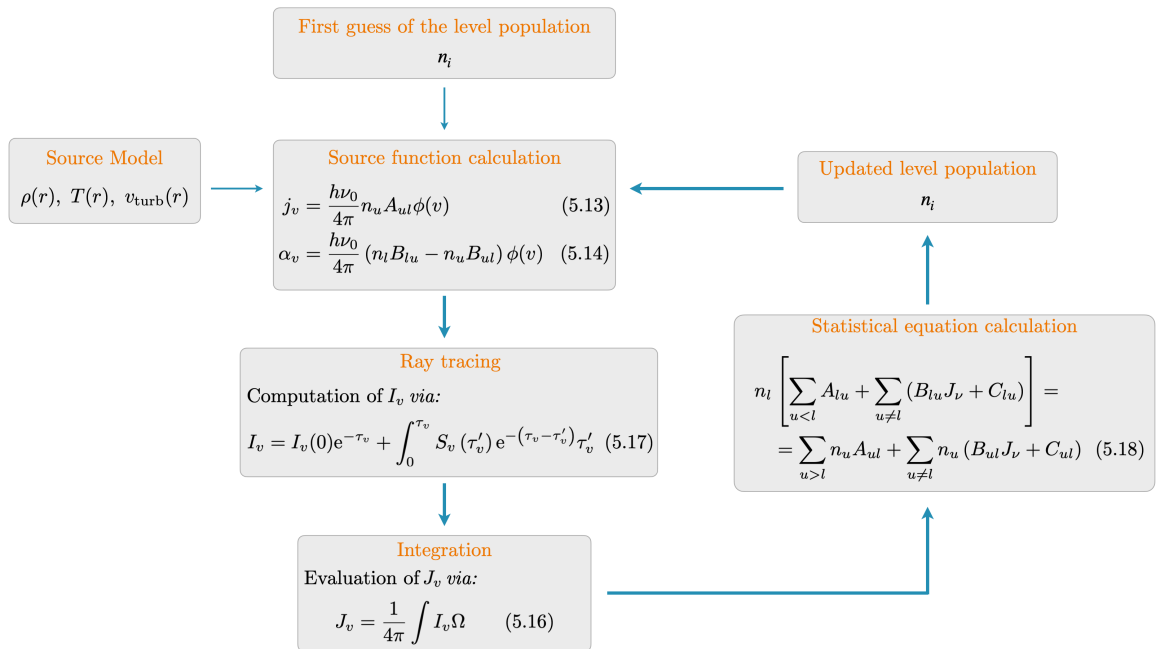 First guess of the level population
n_i
Source Model
ρ(r), T(r), v_turb(r)
Source function calculation
j_v = \frac{hν_0}{4π} n_u A_{ul} ϕ(v) (5.13)
α_v = \frac{hν_0}{4π} (n_l B_{lu} − n_u B_{ul}) ϕ(v) (5.14)
Ray tracing
Computation of I_v via:
I_v = I_v(0)e^{−τ_v} + \int_0^{τ_v} S_v (τ'_v) e^{−(τ_v−τ'_v)} τ'_v (5.17)
Integration
Evaluation of J_v via:
J_v = \frac{1}{4π} \int I_v Ω (5.16)
Statistical equation calculation
n_l [\sum_{u<l} A_{lu} + \sum_{u≠l} (B_{lu} J_ν + C_{lu})] =
= \sum_{u>l} n_u A_{ul} + \sum_{u≠l} n_u (B_{ul} J_ν + C_{ul}) (5.18)
Updated level population
n_i